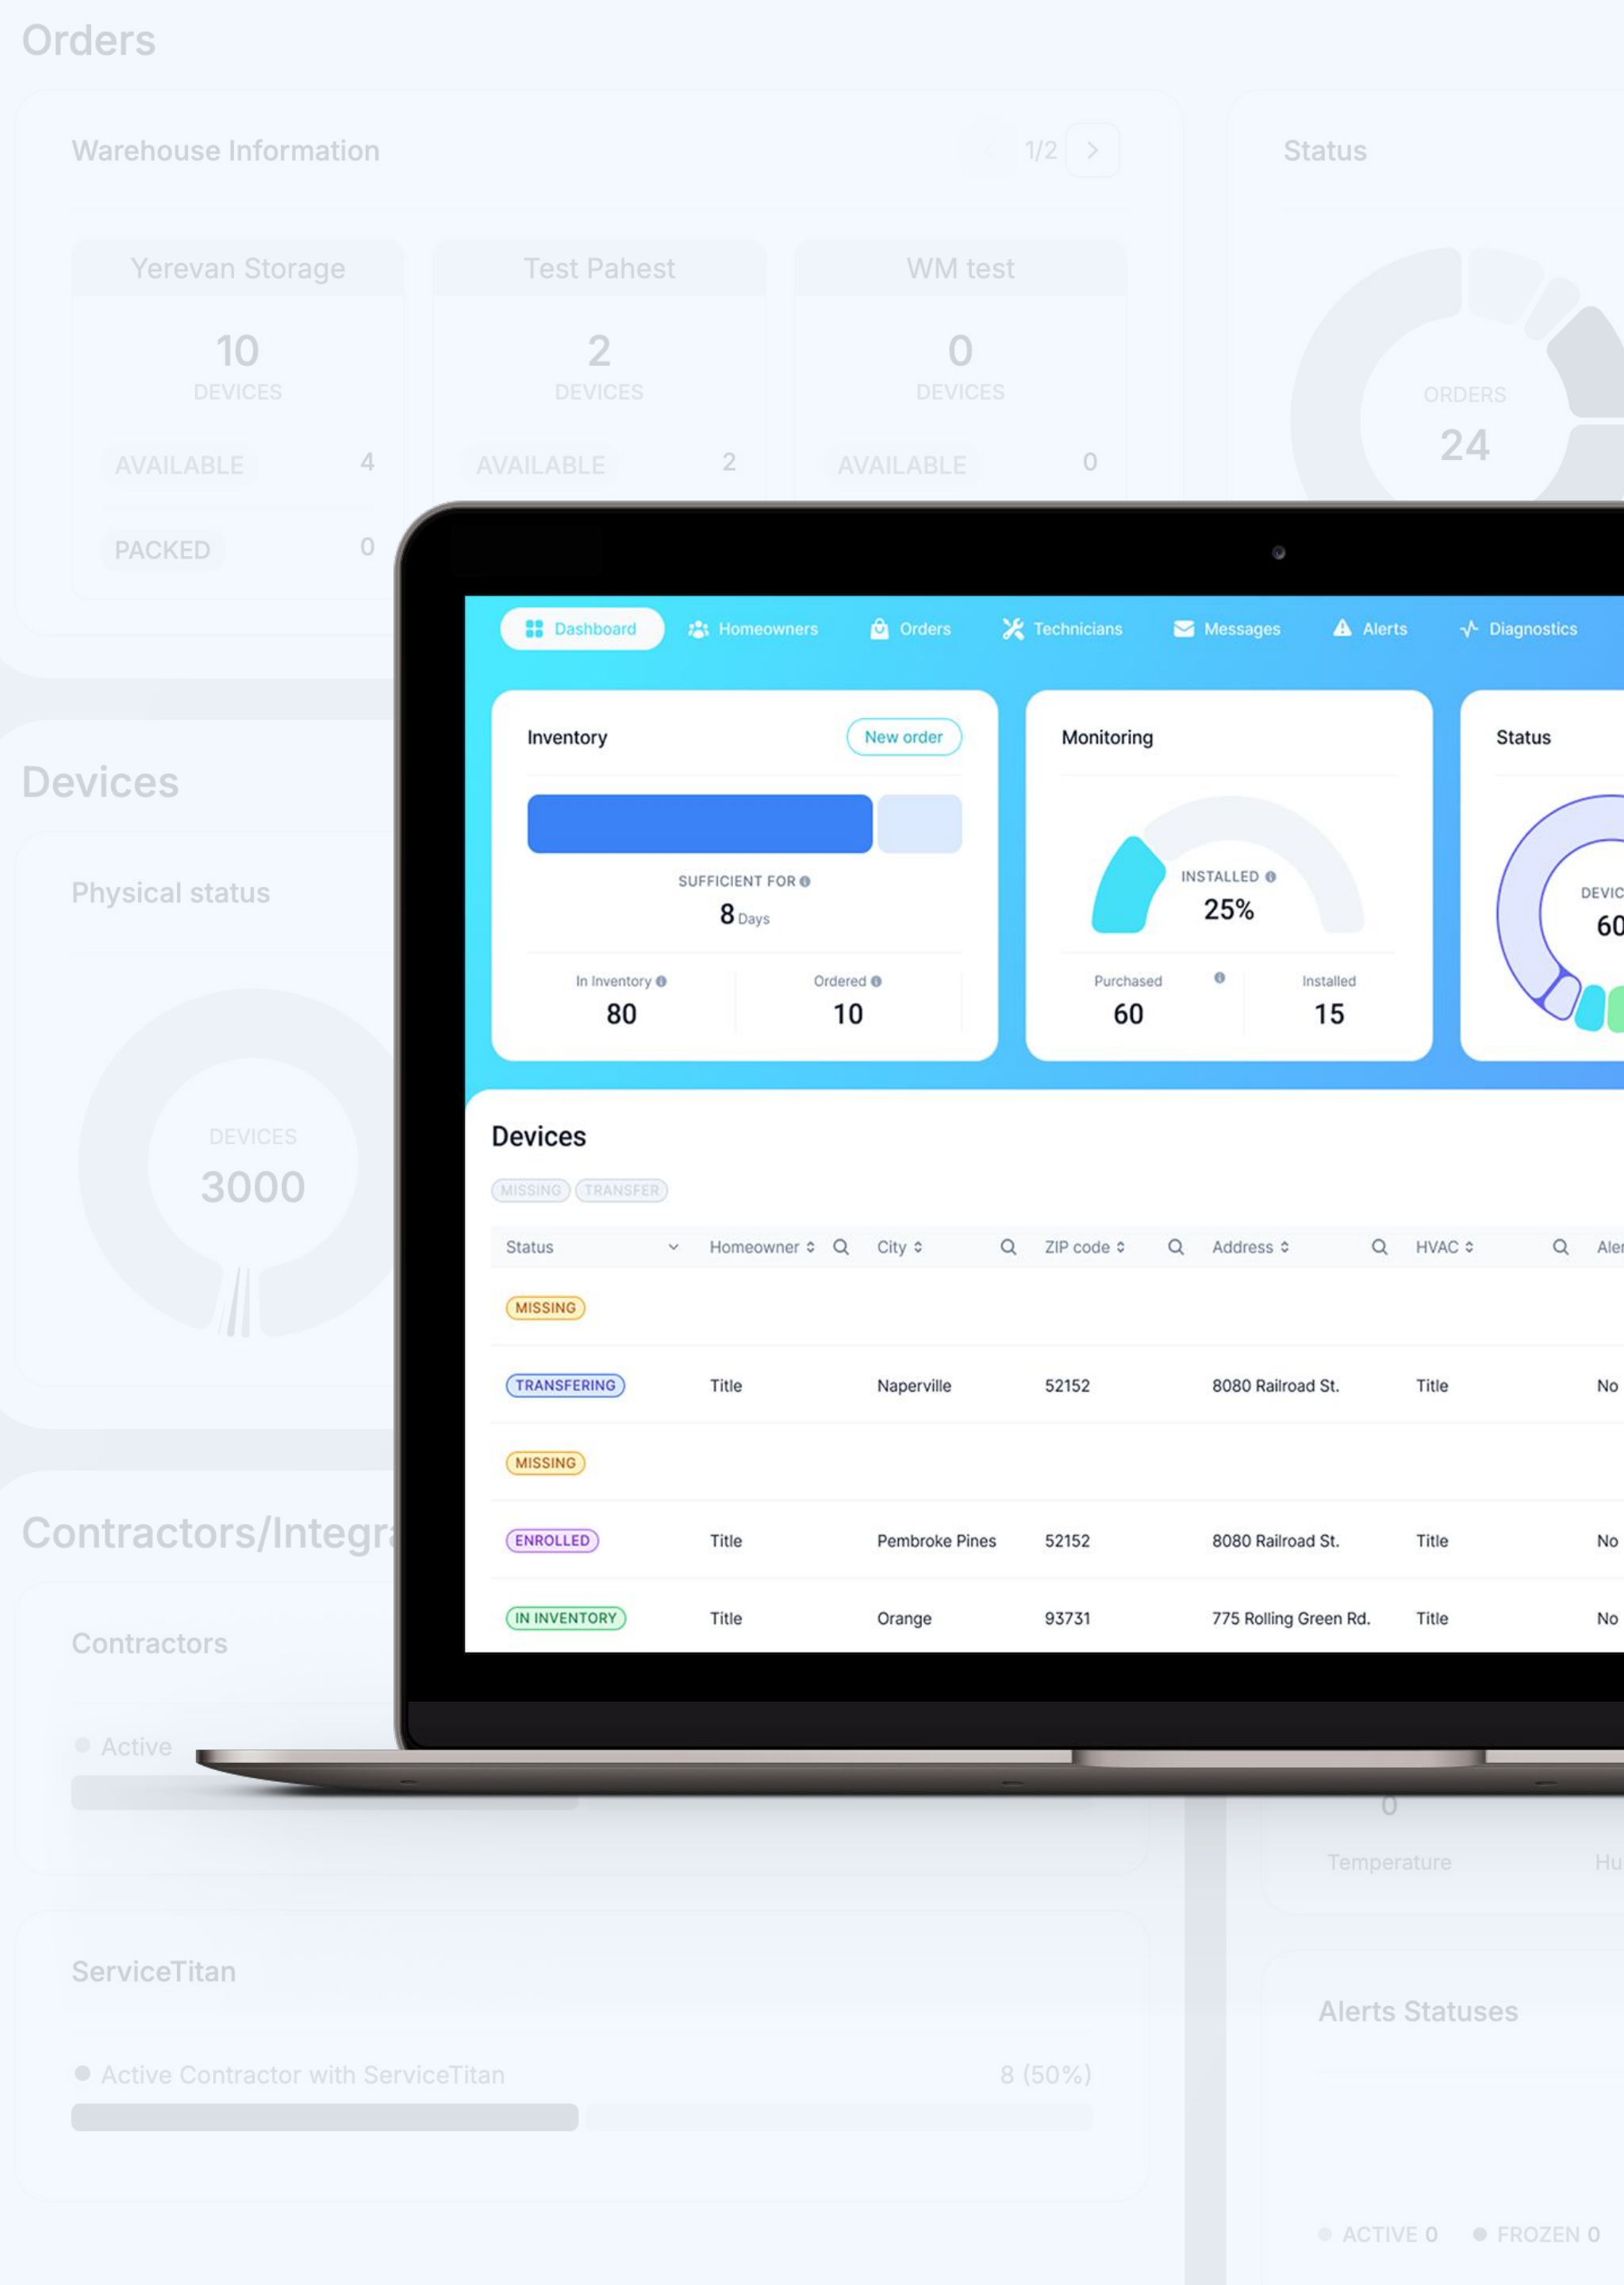 Orders
Warehouse Information
1/2
Status
Yerevan Storage
Test Pahest
WM test
10
2
0
DEVICES
DEVICES
DEVICES
ORDERS
24
AVAILABLE 4
AVAILABLE 2
AVAILABLE 0
PACKED 0
Devices
Physical status
DEVICES
3000
Contractors/Integra
Contractors
Active
ServiceTitan
Active Contractor with ServiceTitan 8 (50%)
0
Temperature
Hu
Alerts Statuses
ACTIVE 0 FROZEN 0
Dashboard Homeowners Orders Technicians Messages Alerts Diagnostics
Inventory New order
SUFFICIENT FOR
8 Days
In Inventory Ordered
80 10
Monitoring
INSTALLED
25%
Purchased Installed
60 15
Status
DEVIC
60
Devices
MISSING TRANSFER
Status Homeowner City ZIP code Address HVAC Aler
MISSING
TRANSFERING Title Naperville 52152 8080 Railroad St. Title No
MISSING
ENROLLED Title Pembroke Pines 52152 8080 Railroad St. Title No
IN INVENTORY Title Orange 93731 775 Rolling Green Rd. Title No